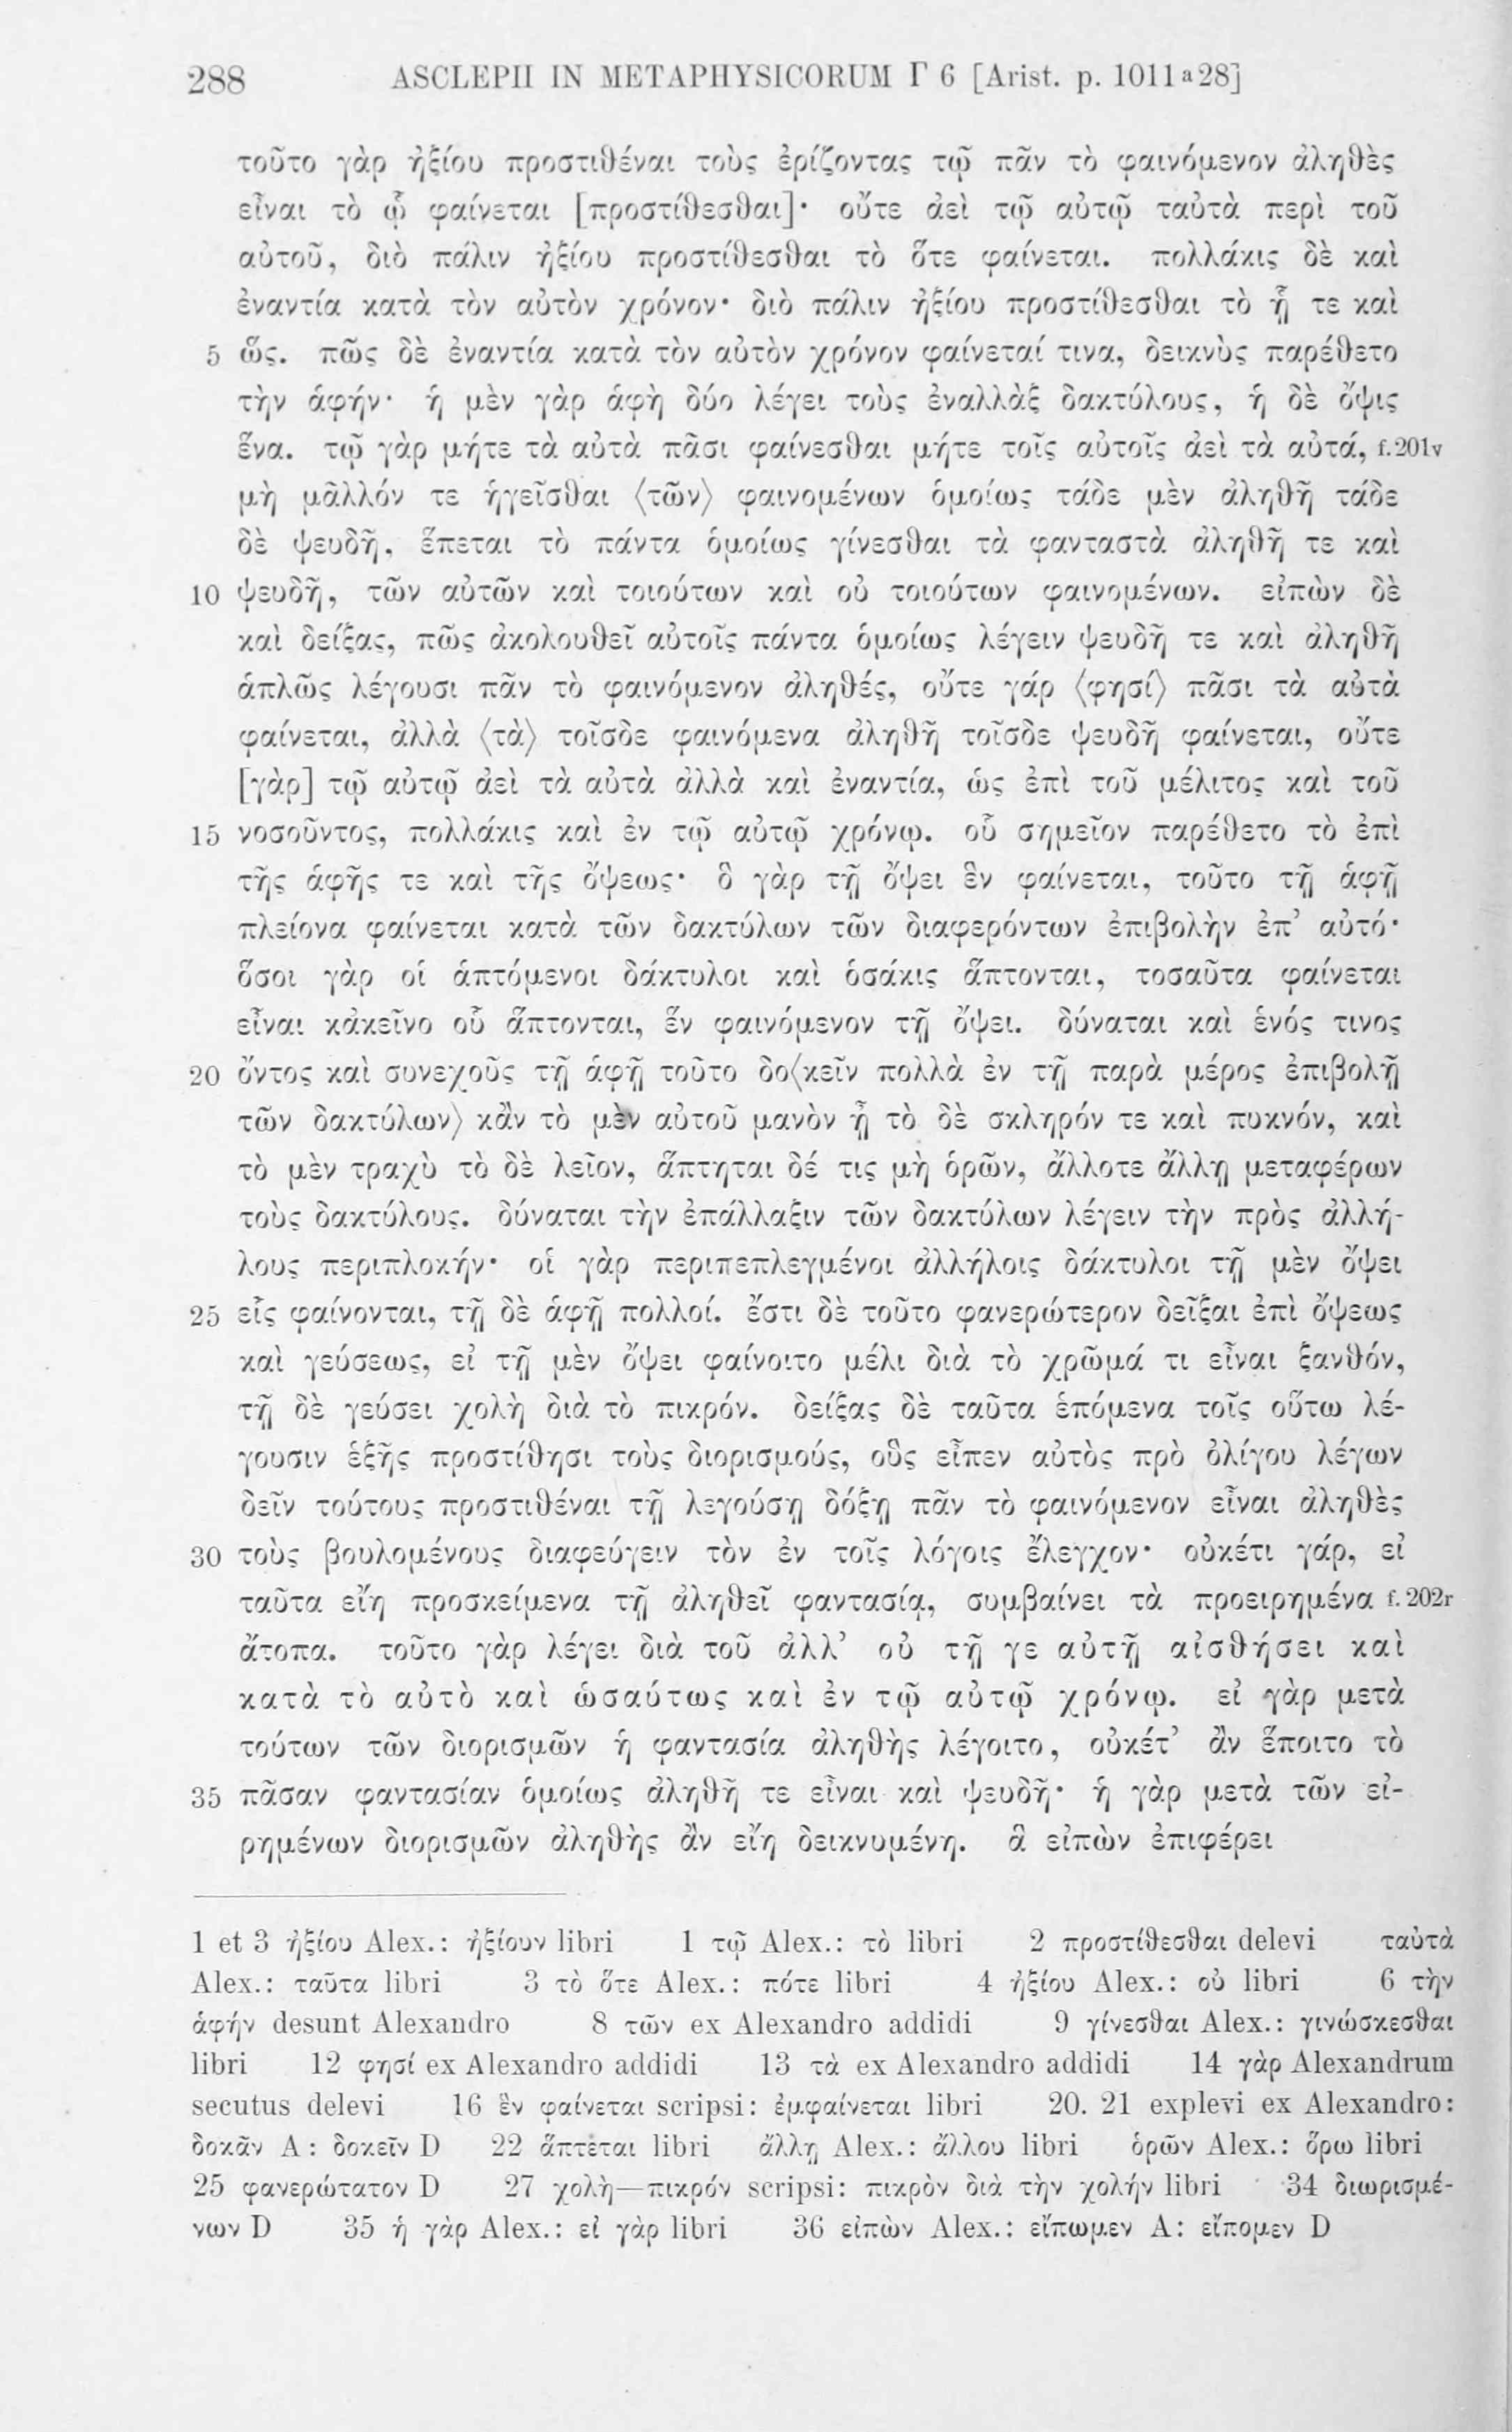 288 ASCLEPII IN METAPHYSICORUM Γ 6 [Arist. p. 1011 a 28]
τοῦτο γὰρ ἠξίου προστιθέναι τοὺς ἐρίζοντας τῷ πᾶν τὸ φαινόμενον ἀληθὲς
εἶναι τὸ ᾧ φαίνεται [προστίθεσθαι]· οὔτε ἀεὶ τῷ αὐτῷ ταὐτὰ περὶ τοῦ
αὐτοῦ, διὸ πάλιν ἠξίου προστίθεσθαι τὸ ὅτε φαίνεται. πολλάκις δὲ καὶ
ἐναντία κατὰ τὸν αὐτὸν χρόνον· διὸ πάλιν ἠξίου προστίθεσθαι τὸ ᾗ τε καὶ
5 ὥς. πῶς δὲ ἐναντία κατὰ τὸν αὐτὸν χρόνον φαίνεταί τινα, δεικνὺς παρέθετο
τὴν ἁφήν· ἡ μὲν γὰρ ἁφὴ δύο λέγει τοὺς ἐναλλὰξ δακτύλους, ἡ δὲ ὄψις
ἕνα. τῷ γὰρ μήτε τὰ αὐτὰ πᾶσι φαίνεσθαι μήτε τοῖς αὐτοῖς ἀεὶ τὰ αὐτά, f. 201v
μὴ μᾶλλόν τε ἡγεῖσθαι ⟨τῶν⟩ φαινομένων ὁμοίως τάδε μὲν ἀληθῆ τάδε
δὲ ψευδῆ, ἕπεται τὸ πάντα ὁμοίως γίνεσθαι τὰ φανταστὰ ἀληθῆ τε καὶ
10 ψευδῆ, τῶν αὐτῶν καὶ τοιούτων καὶ οὐ τοιούτων φαινομένων. εἰπὼν δὲ
καὶ δείξας, πῶς ἀκολουθεῖ αὐτοῖς πάντα ὁμοίως λέγειν ψευδῆ τε καὶ ἀληθῆ
ἁπλῶς λέγουσι πᾶν τὸ φαινόμενον ἀληθές, οὔτε γάρ ⟨φησί⟩ πᾶσι τὰ αὐτὰ
φαίνεται, ἀλλὰ ⟨τὰ⟩ τοῖσδε φαινόμενα ἀληθῆ τοῖσδε ψευδῆ φαίνεται, οὔτε
[γὰρ] τῷ αὐτῷ ἀεὶ τὰ αὐτὰ ἀλλὰ καὶ ἐναντία, ὡς ἐπὶ τοῦ μέλιτος καὶ τοῦ
15 νοσοῦντος, πολλάκις καὶ ἐν τῷ αὐτῷ χρόνῳ. οὗ σημεῖον παρέθετο τὸ ἐπὶ
τῆς ἁφῆς τε καὶ τῆς ὄψεως· ὃ γὰρ τῇ ὄψει ἓν φαίνεται, τοῦτο τῇ ἁφῇ
πλείονα φαίνεται κατὰ τῶν δακτύλων τῶν διαφερόντων ἐπιβολὴν ἐπ’ αὐτό·
ὅσοι γὰρ οἱ ἁπτόμενοι δάκτυλοι καὶ ὁσάκις ἅπτονται, τοσαῦτα φαίνεται
εἶναι κἀκεῖνο οὗ ἅπτονται, ἓν φαινόμενον τῇ ὄψει. δύναται καὶ ἑνός τινος
20 ὄντος καὶ συνεχοῦς τῇ ἁφῇ τοῦτο δο⟨κεῖν πολλὰ ἐν τῇ παρὰ μέρος ἐπιβολῇ
τῶν δακτύλων⟩ κἂν τὸ μὲν αὐτοῦ μανὸν ᾖ τὸ δὲ σκληρόν τε καὶ πυκνόν, καὶ
τὸ μὲν τραχὺ τὸ δὲ λεῖον, ἅπτηται δέ τις μὴ ὁρῶν, ἄλλοτε ἄλλῃ μεταφέρων
τοὺς δακτύλους. δύναται τὴν ἐπάλλαξιν τῶν δακτύλων λέγειν τὴν πρὸς ἀλλή-
λους περιπλοκήν· οἱ γὰρ περιπεπλεγμένοι ἀλλήλοις δάκτυλοι τῇ μὲν ὄψει
25 εἷς φαίνονται, τῇ δὲ ἁφῇ πολλοί. ἔστι δὲ τοῦτο φανερώτερον δεῖξαι ἐπὶ ὄψεως
καὶ γεύσεως, εἰ τῇ μὲν ὄψει φαίνοιτο μέλι διὰ τὸ χρῶμά τι εἶναι ξανθόν,
τῇ δὲ γεύσει χολὴ διὰ τὸ πικρόν. δείξας δὲ ταῦτα ἑπόμενα τοῖς οὕτω λέ-
γουσιν ἑξῆς προστίθησι τοὺς διορισμούς, οὓς εἶπεν αὐτὸς πρὸ ὀλίγου λέγων
δεῖν τούτους προστιθέναι τῇ λεγούσῃ δόξῃ πᾶν τὸ φαινόμενον εἶναι ἀληθὲς
30 τοὺς βουλομένους διαφεύγειν τὸν ἐν τοῖς λόγοις ἔλεγχον· οὐκέτι γάρ, εἰ
ταῦτα εἴη προσκείμενα τῇ ἀληθεῖ φαντασίᾳ, συμβαίνει τὰ προειρημένα f. 202r
ἄτοπα. τοῦτο γὰρ λέγει διὰ τοῦ ἀλλ’ οὐ τῇ γε αὐτῇ αἰσθήσει καὶ
κατὰ τὸ αὐτὸ καὶ ὡσαύτως καὶ ἐν τῷ αὐτῷ χρόνῳ. εἰ γὰρ μετὰ
τούτων τῶν διορισμῶν ἡ φαντασία ἀληθὴς λέγοιτο, οὐκέτ’ ἂν ἕποιτο τὸ
35 πᾶσαν φαντασίαν ὁμοίως ἀληθῆ τε εἶναι καὶ ψευδῆ· ἡ γὰρ μετὰ τῶν εἰ-
ρημένων διορισμῶν ἀληθὴς ἂν εἴη δεικνυμένη. ἃ εἰπὼν ἐπιφέρει
1 et 3 ἠξίου Alex.: ἠξίουν libri 1 τῷ Alex.: τὸ libri 2 προστίθεσθαι delevi ταὐτὰ
Alex.: ταῦτα libri 3 τὸ ὅτε Alex.: πότε libri 4 ἠξίου Alex.: οὐ libri 6 τὴν
ἁφήν desunt Alexandro 8 τῶν ex Alexandro addidi 9 γίνεσθαι Alex.: γινώσκεσθαι
libri 12 φησί ex Alexandro addidi 13 τὰ ex Alexandro addidi 14 γὰρ Alexandrum
secutus delevi 16 ἓν φαίνεται scripsi: ἐμφαίνεται libri 20. 21 explevi ex Alexandro:
δοκᾶν A: δοκεῖν D 22 ἅπτεται libri ἄλλῃ Alex.: ἄλλου libri ὁρῶν Alex.: ὅρω libri
25 φανερώτατον D 27 χολὴ—πικρόν scripsi: πικρὸν διὰ τὴν χολήν libri 34 διωρισμέ-
νων D 35 ἡ γὰρ Alex.: εἰ γὰρ libri 36 εἰπὼν Alex.: εἴπωμεν A: εἴπομεν D